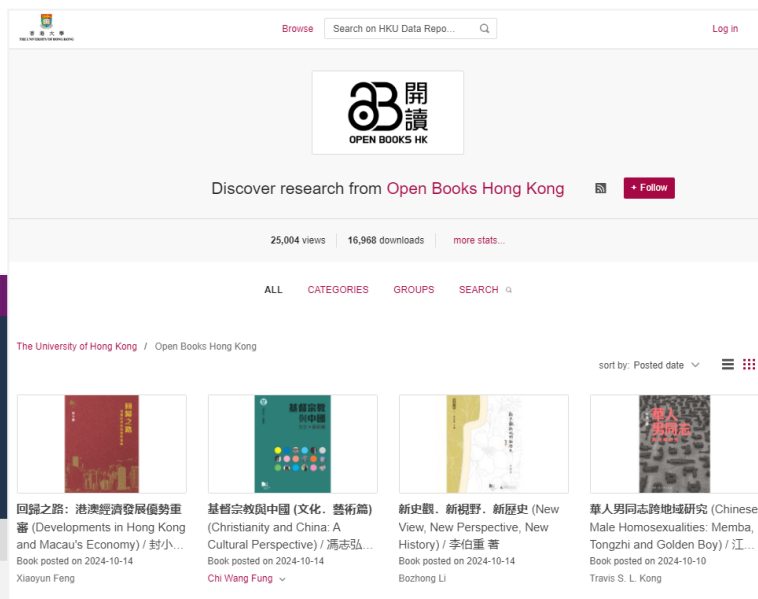 香 港 大 學
THE UNIVERSITY OF HONG KONG
Browse
Search on HKU Data Repo...
Log in
開
讀
OPEN BOOKS HK
Discover research from Open Books Hong Kong
+ Follow
25,004 views
16,968 downloads
more stats...
ALL
CATEGORIES
GROUPS
SEARCH
The University of Hong Kong / Open Books Hong Kong
sort by: Posted date
回歸之路
基督宗教
與中國
華人
男同志
回歸之路：港澳經濟發展優勢重
審 (Developments in Hong Kong
and Macau's Economy) / 封小...
Book posted on 2024-10-14
Xiaoyun Feng
基督宗教與中國 (文化．藝術篇)
(Christianity and China: A
Cultural Perspective) / 馮志弘...
Book posted on 2024-10-14
Chi Wang Fung
新史觀．新視野．新歷史 (New
View, New Perspective, New
History) / 李伯重 著
Book posted on 2024-10-14
Bozhong Li
華人男同志跨地域研究 (Chinese
Male Homosexualities: Memba,
Tongzhi and Golden Boy) / 江...
Book posted on 2024-10-10
Travis S. L. Kong